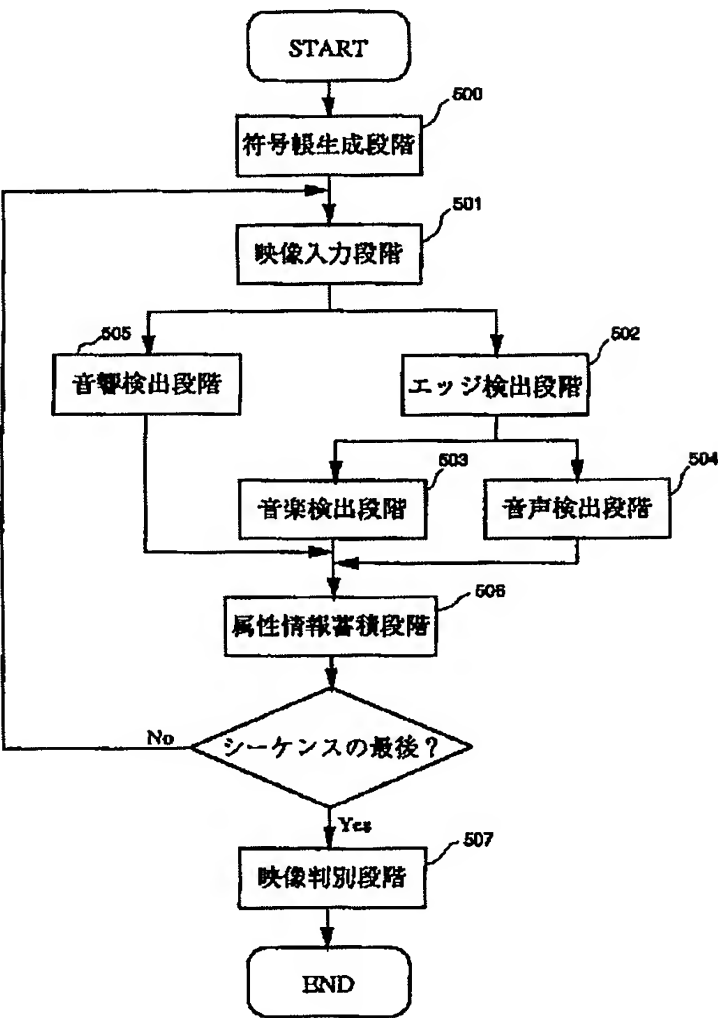 START
500
符号帳生成段階
501
映像入力段階
505
音響検出段階
502
エッジ検出段階
503
音楽検出段階
504
音声検出段階
506
属性情報蓄積段階
シーケンスの最後?
No
Yes
507
映像判別段階
END